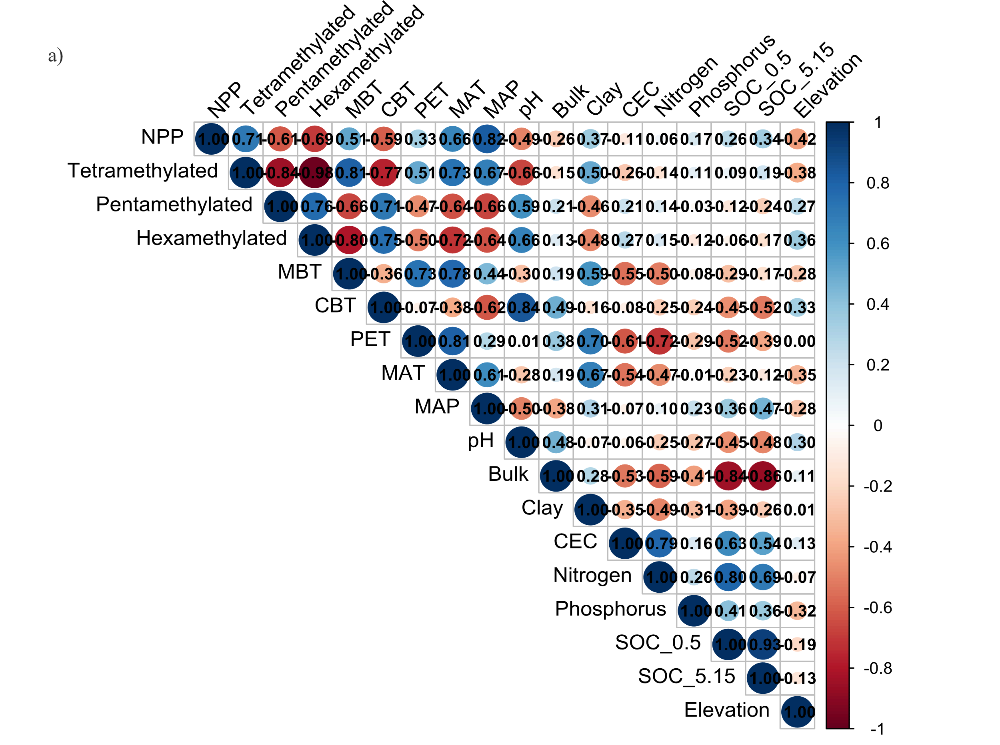 a)
NPP Tetramethylated Pentamethylated Hexamethylated MBT CBT PET MAT MAP pH Bulk Clay CEC Nitrogen Phosphorus SOC_0.5 SOC_5.15 Elevation
NPP 1.00 0.71 -0.61 -0.69 0.51 -0.59 0.33 0.66 0.82 -0.49 -0.26 0.37 -0.11 0.06 0.17 0.26 0.34 -0.42
Tetramethylated 1.00 -0.84 -0.98 0.81 -0.77 0.51 0.73 0.67 -0.66 -0.15 0.50 -0.26 -0.14 0.11 0.09 0.19 -0.38
Pentamethylated 1.00 0.76 -0.66 0.71 -0.47 -0.64 -0.66 0.59 0.21 -0.46 0.21 0.14 -0.03 -0.12 -0.24 0.27
Hexamethylated 1.00 -0.80 0.75 -0.50 -0.72 -0.64 0.66 0.13 -0.48 0.27 0.15 -0.12 -0.06 -0.17 0.36
MBT 1.00 -0.36 0.73 0.78 0.44 -0.30 0.19 0.59 -0.55 -0.50 -0.08 -0.29 -0.17 -0.28
CBT 1.00 -0.07 -0.38 -0.62 0.84 0.49 -0.16 -0.08 -0.25 -0.24 -0.45 -0.52 0.33
PET 1.00 0.81 0.29 0.01 0.38 0.70 -0.61 -0.72 -0.29 -0.52 -0.39 0.00
MAT 1.00 0.61 -0.28 0.19 0.67 -0.54 -0.47 -0.01 -0.23 -0.12 -0.35
MAP 1.00 -0.50 -0.38 0.31 -0.07 0.10 0.23 0.36 0.47 -0.28
pH 1.00 0.48 -0.07 -0.06 -0.25 -0.27 -0.45 -0.48 0.30
Bulk 1.00 0.28 -0.53 -0.59 -0.41 -0.84 -0.86 0.11
Clay 1.00 -0.35 -0.49 -0.31 -0.39 -0.26 0.01
CEC 1.00 0.79 0.16 0.63 0.54 0.13
Nitrogen 1.00 0.26 0.80 0.69 -0.07
Phosphorus 1.00 0.41 0.36 -0.32
SOC_0.5 1.00 0.93 -0.19
SOC_5.15 1.00 -0.13
Elevation 1.00
1
0.8
0.6
0.4
0.2
0
-0.2
-0.4
-0.6
-0.8
-1